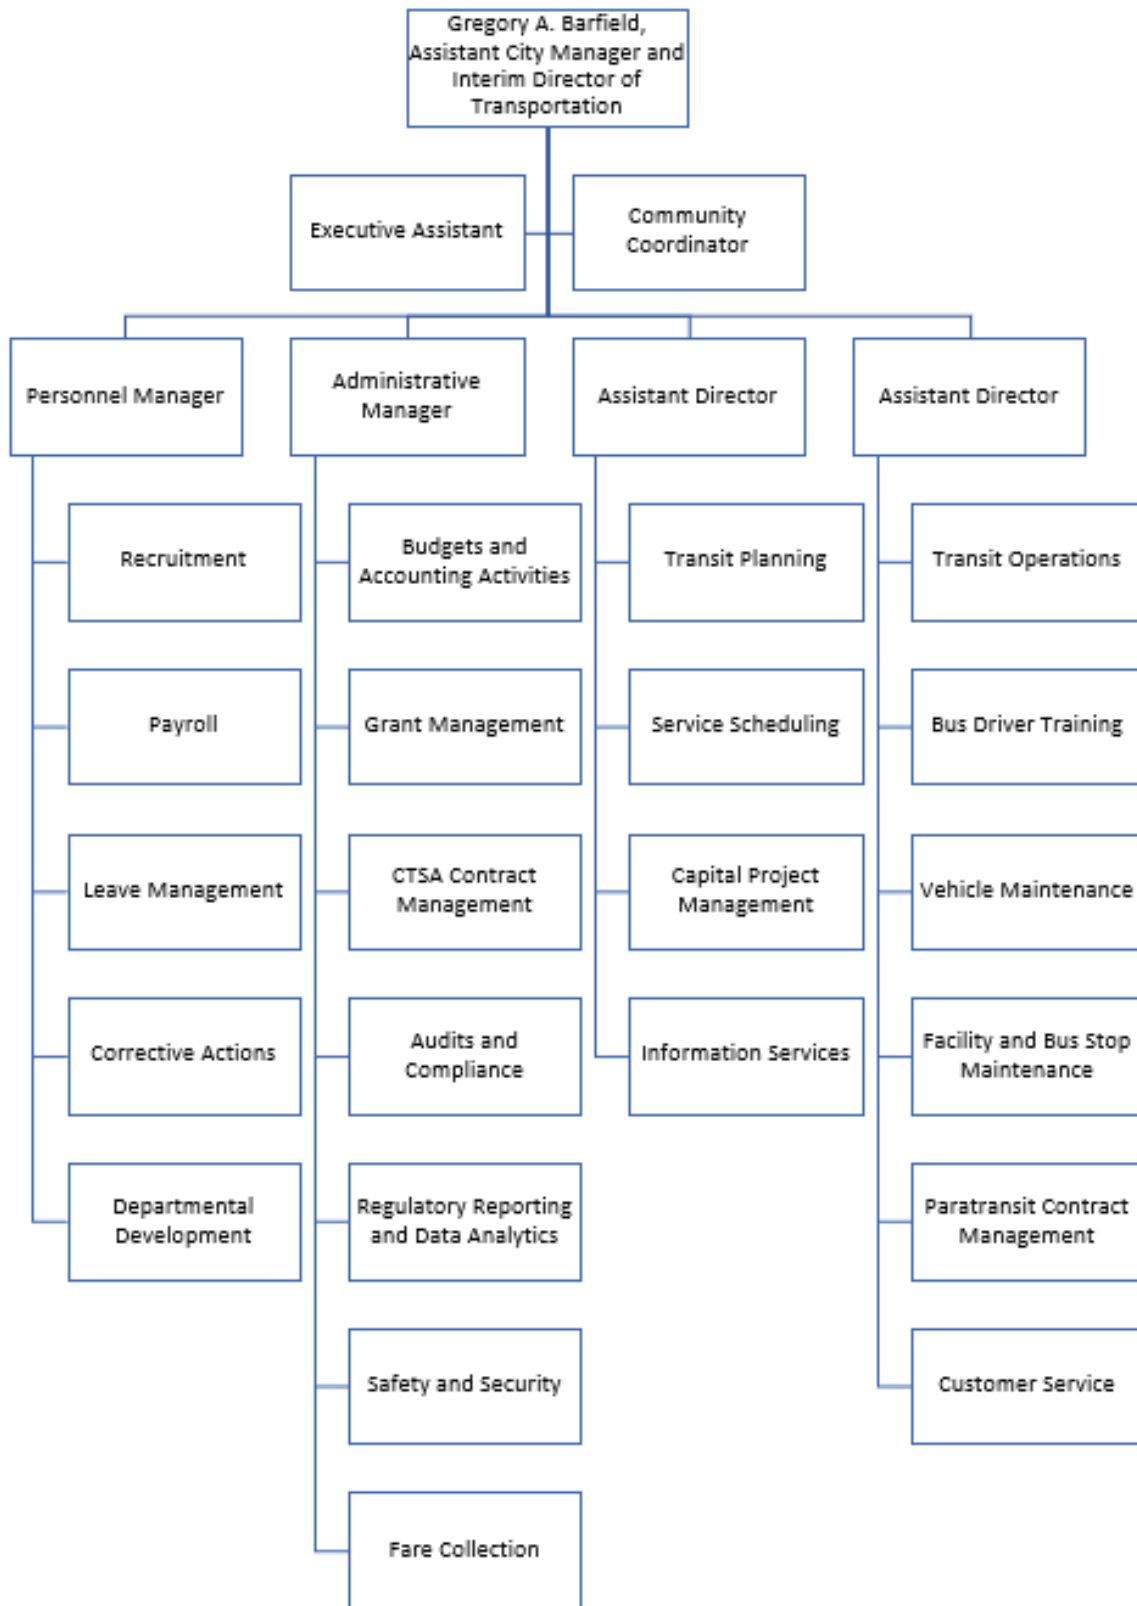 Gregory A. Barfield,
Assistant City Manager and
Interim Director of
Transportation
Executive Assistant
Community
Coordinator
Personnel Manager
Administrative
Manager
Assistant Director
Assistant Director
Recruitment
Budgets and
Accounting Activities
Transit Planning
Transit Operations
Payroll
Grant Management
Service Scheduling
Bus Driver Training
Leave Management
CTSA Contract
Management
Capital Project
Management
Vehicle Maintenance
Corrective Actions
Audits and
Compliance
Information Services
Facility and Bus Stop
Maintenance
Departmental
Development
Regulatory Reporting
and Data Analytics
Paratransit Contract
Management
Safety and Security
Customer Service
Fare Collection